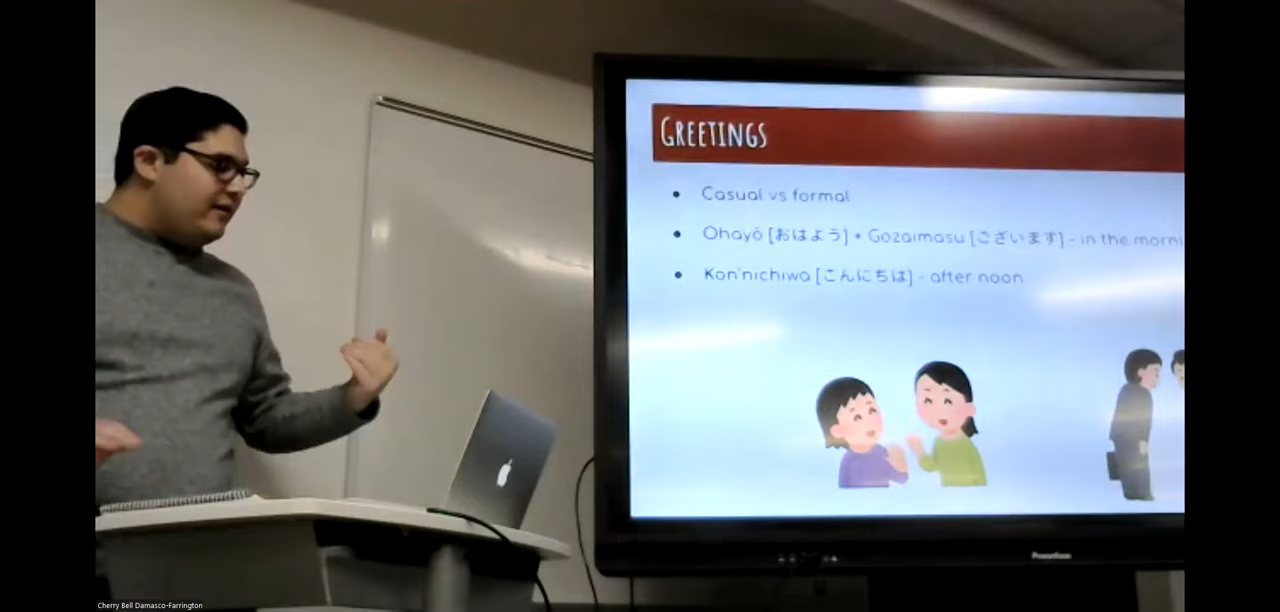 GREETINGS
• Casual vs formal
• Ohayō [おはよう] + Gozaimasu [ございます] - in the morni
• Kon'nichiwa [こんにちは] - after noon
Promethean
Cherry Bell Damasco-Farrington